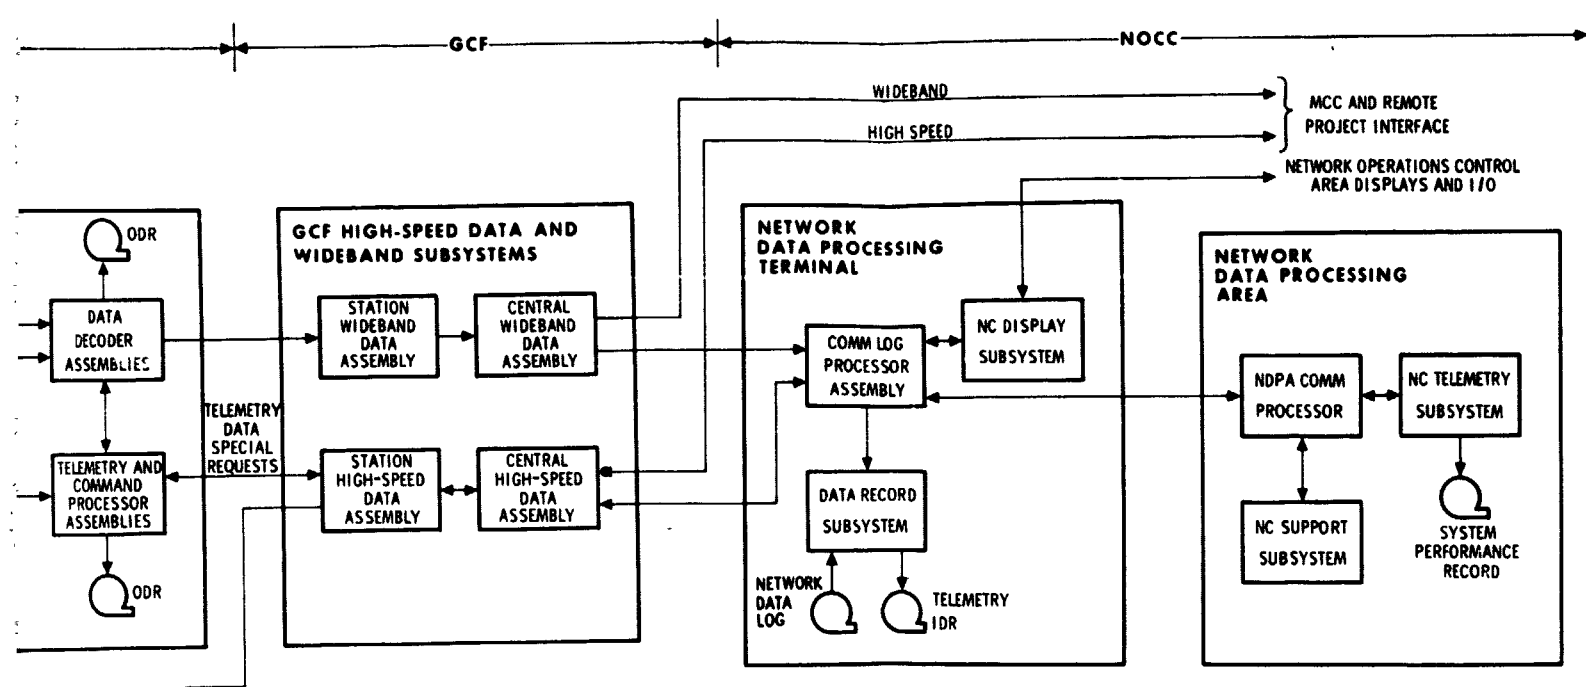 GCF
NOCC
WIDEBAND
HIGH SPEED
MCC AND REMOTE
PROJECT INTERFACE
NETWORK OPERATIONS CONTROL
AREA DISPLAYS AND I/O
ODR
DATA
DECODER
ASSEMBLIES
TELEMETRY
DATA
SPECIAL
REQUESTS
TELEMETRY AND
COMMAND
PROCESSOR
ASSEMBLIES
ODR
GCF HIGH-SPEED DATA AND
WIDEBAND SUBSYSTEMS
STATION
WIDEBAND
DATA
ASSEMBLY
CENTRAL
WIDEBAND
DATA
ASSEMBLY
STATION
HIGH-SPEED
DATA
ASSEMBLY
CENTRAL
HIGH-SPEED
DATA
ASSEMBLY
NETWORK
DATA PROCESSING
TERMINAL
COMM LOG
PROCESSOR
ASSEMBLY
NC DISPLAY
SUBSYSTEM
DATA RECORD
SUBSYSTEM
NETWORK
DATA
LOG
TELEMETRY
IDR
NETWORK
DATA PROCESSING
AREA
NDPA COMM
PROCESSOR
NC TELEMETRY
SUBSYSTEM
NC SUPPORT
SUBSYSTEM
SYSTEM
PERFORMANCE
RECORD